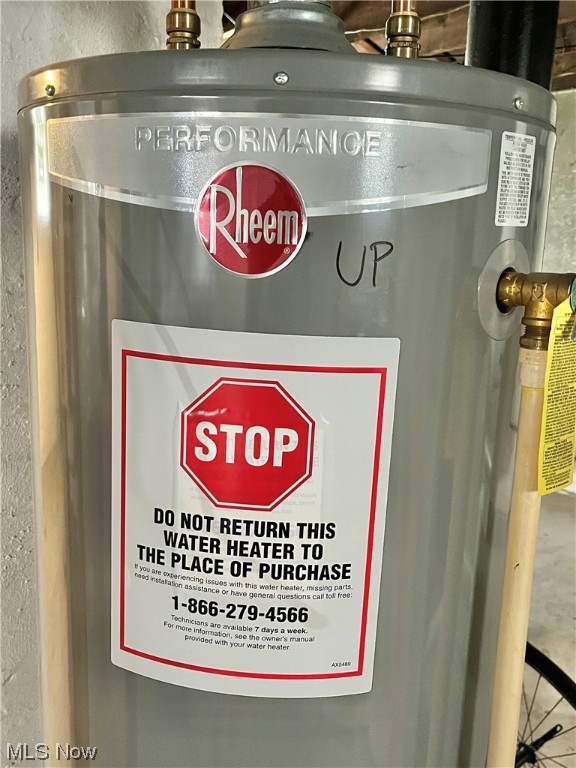 PERFORMANCE
Rheem
UP
STOP
DO NOT RETURN THIS
WATER HEATER TO
THE PLACE OF PURCHASE
If you are experiencing issues with this water heater, missing parts,
need installation assistance or have general questions call toll free:
1-866-279-4566
Technicians are available 7 days a week.
For more information, see the owner's manual
provided with your water heater.
AX8489
MLS Now